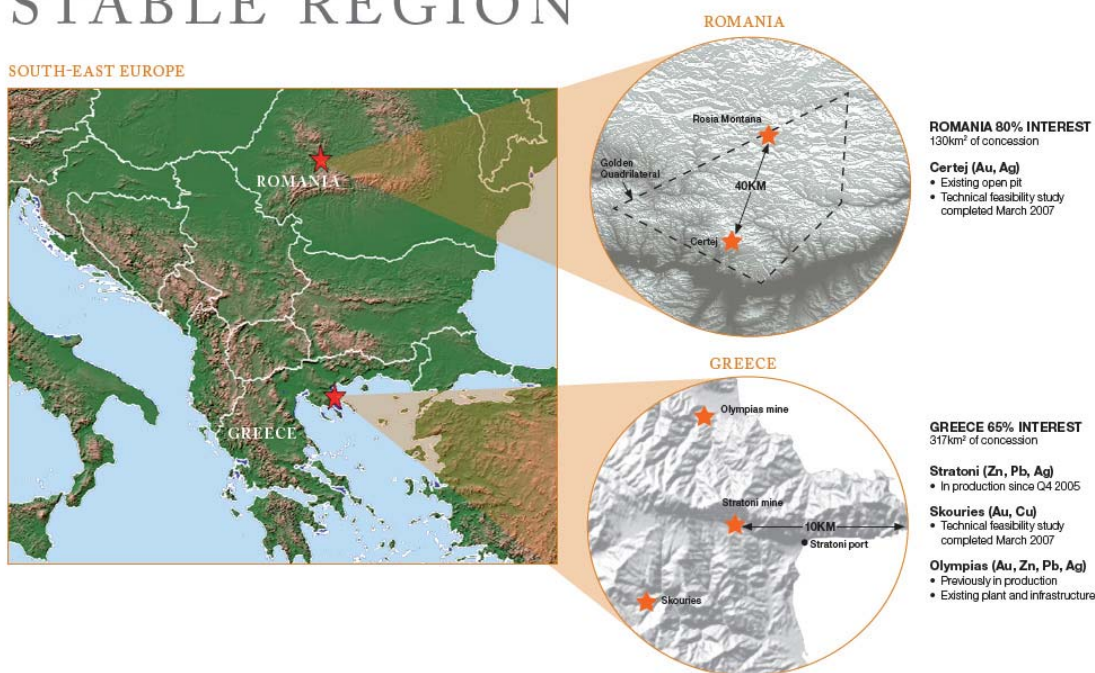 STABLE REGION
SOUTH-EAST EUROPE
ROMANIA
GREECE
ROMANIA
Rosia Montana
Golden
Quadrilateral
40KM
Certej
ROMANIA 80% INTEREST
130km² of concession
Certej (Au, Ag)
• Existing open pit
• Technical feasibility study
completed March 2007
GREECE
Olympias mine
Stratoni mine
10KM
Stratoni port
Skouries
GREECE 65% INTEREST
317km² of concession
Stratoni (Zn, Pb, Ag)
• In production since Q4 2005
Skouries (Au, Cu)
• Technical feasibility study
completed March 2007
Olympias (Au, Zn, Pb, Ag)
• Previously in production
• Existing plant and infrastructure